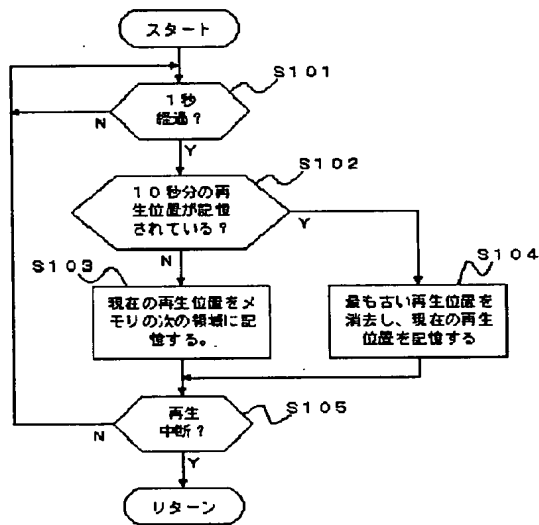 スタート
S101
1秒
経過?
N
Y
S102
10秒分の再
生位置が記憶
されている?
Y
N
S103
S104
現在の再生位置をメ
モリの次の領域に記
憶する。
最も古い再生位置を
消去し、現在の再生
位置を記憶する
再生
中断?
S105
N
Y
リターン